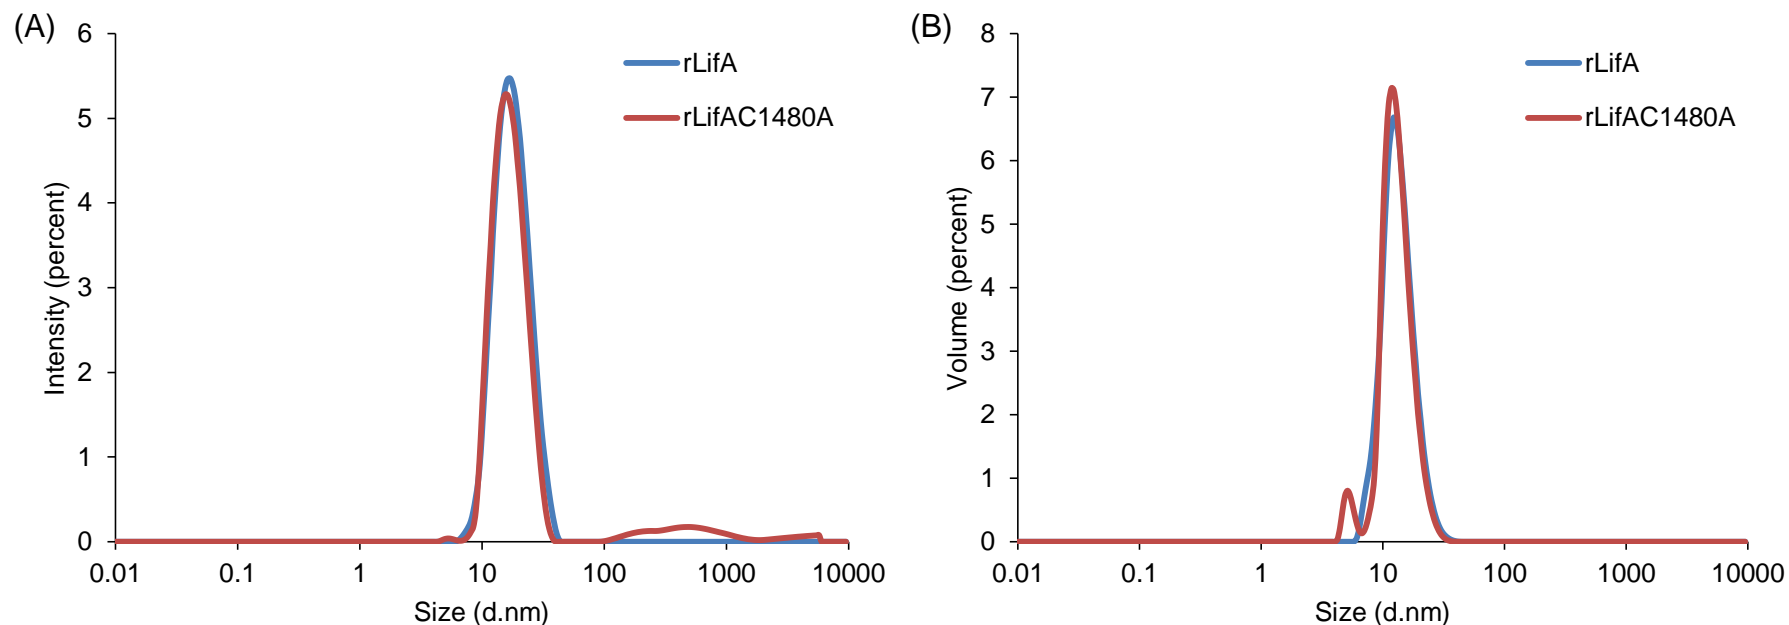 (A)
6
5
4
3
2
1
0
Intensity (percent)
rLifA
rLifAC1480A
0.01 0.1 1 10 100 1000 10000
Size (d.nm)
(B)
8
7
6
5
4
3
2
1
0
Volume (percent)
rLifA
rLifAC1480A
0.01 0.1 1 10 100 1000 10000
Size (d.nm)